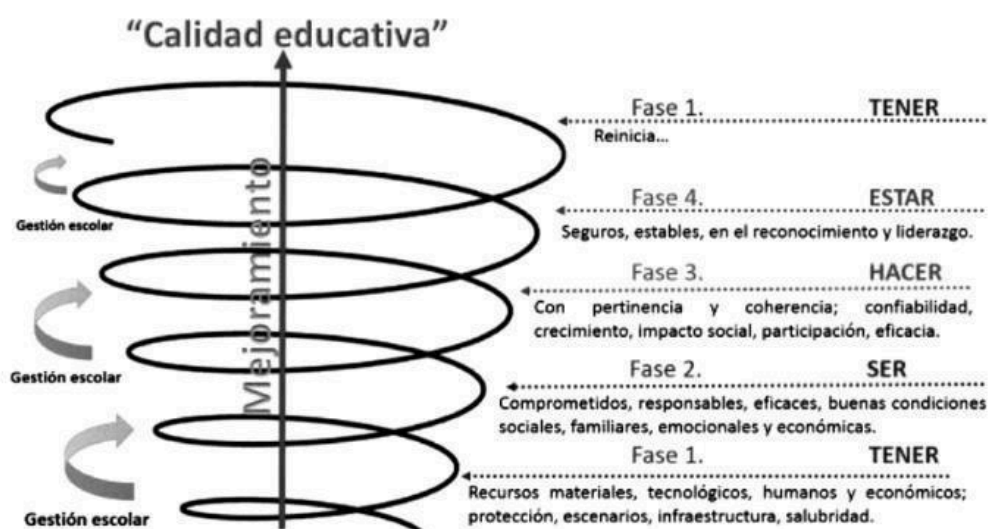 “Calidad educativa”
Mejoramiento
Fase 1. TENER
Reinicia...
Gestión escolar
Fase 4. ESTAR
Seguros, estables, en el reconocimiento y liderazgo.
Fase 3. HACER
Con pertinencia y coherencia; confiabilidad,
crecimiento, impacto social, participación, eficacia.
Gestión escolar
Fase 2. SER
Comprometidos, responsables, eficaces, buenas condiciones
sociales, familiares, emocionales y económicas.
Fase 1. TENER
Recursos materiales, tecnológicos, humanos y económicos;
protección, escenarios, infraestructura, salubridad.
Gestión escolar